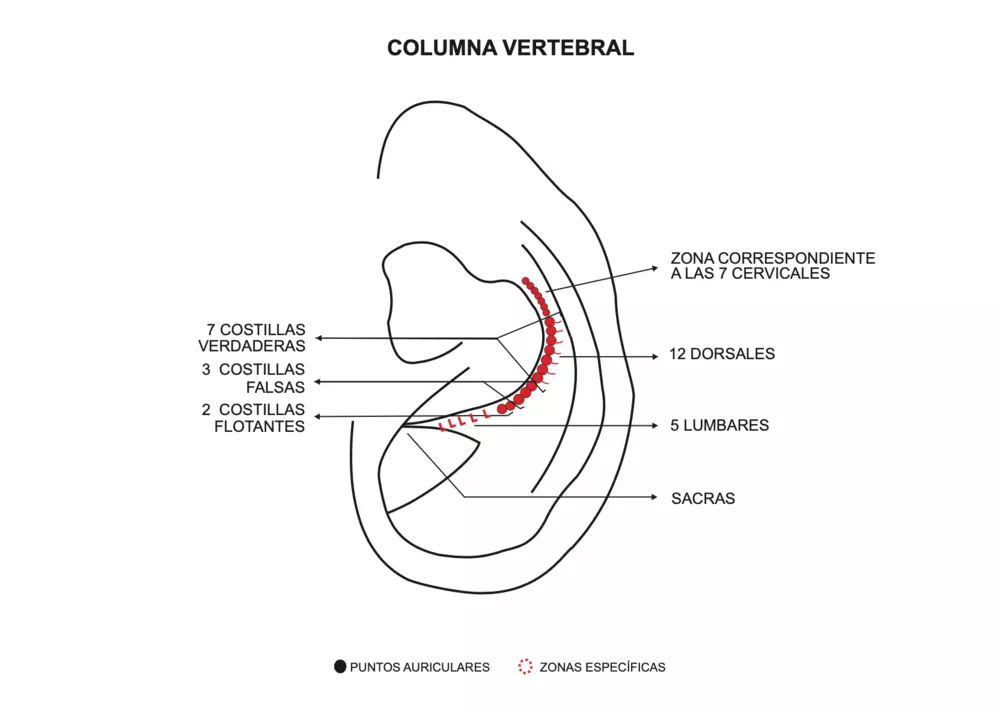 COLUMNA VERTEBRAL
ZONA CORRESPONDIENTE
A LAS 7 CERVICALES
7 COSTILLAS
VERDADERAS
12 DORSALES
3 COSTILLAS
FALSAS
2 COSTILLAS
FLOTANTES
LLLLL
5 LUMBARES
SACRAS
PUNTOS AURICULARES
ZONAS ESPECÍFICAS